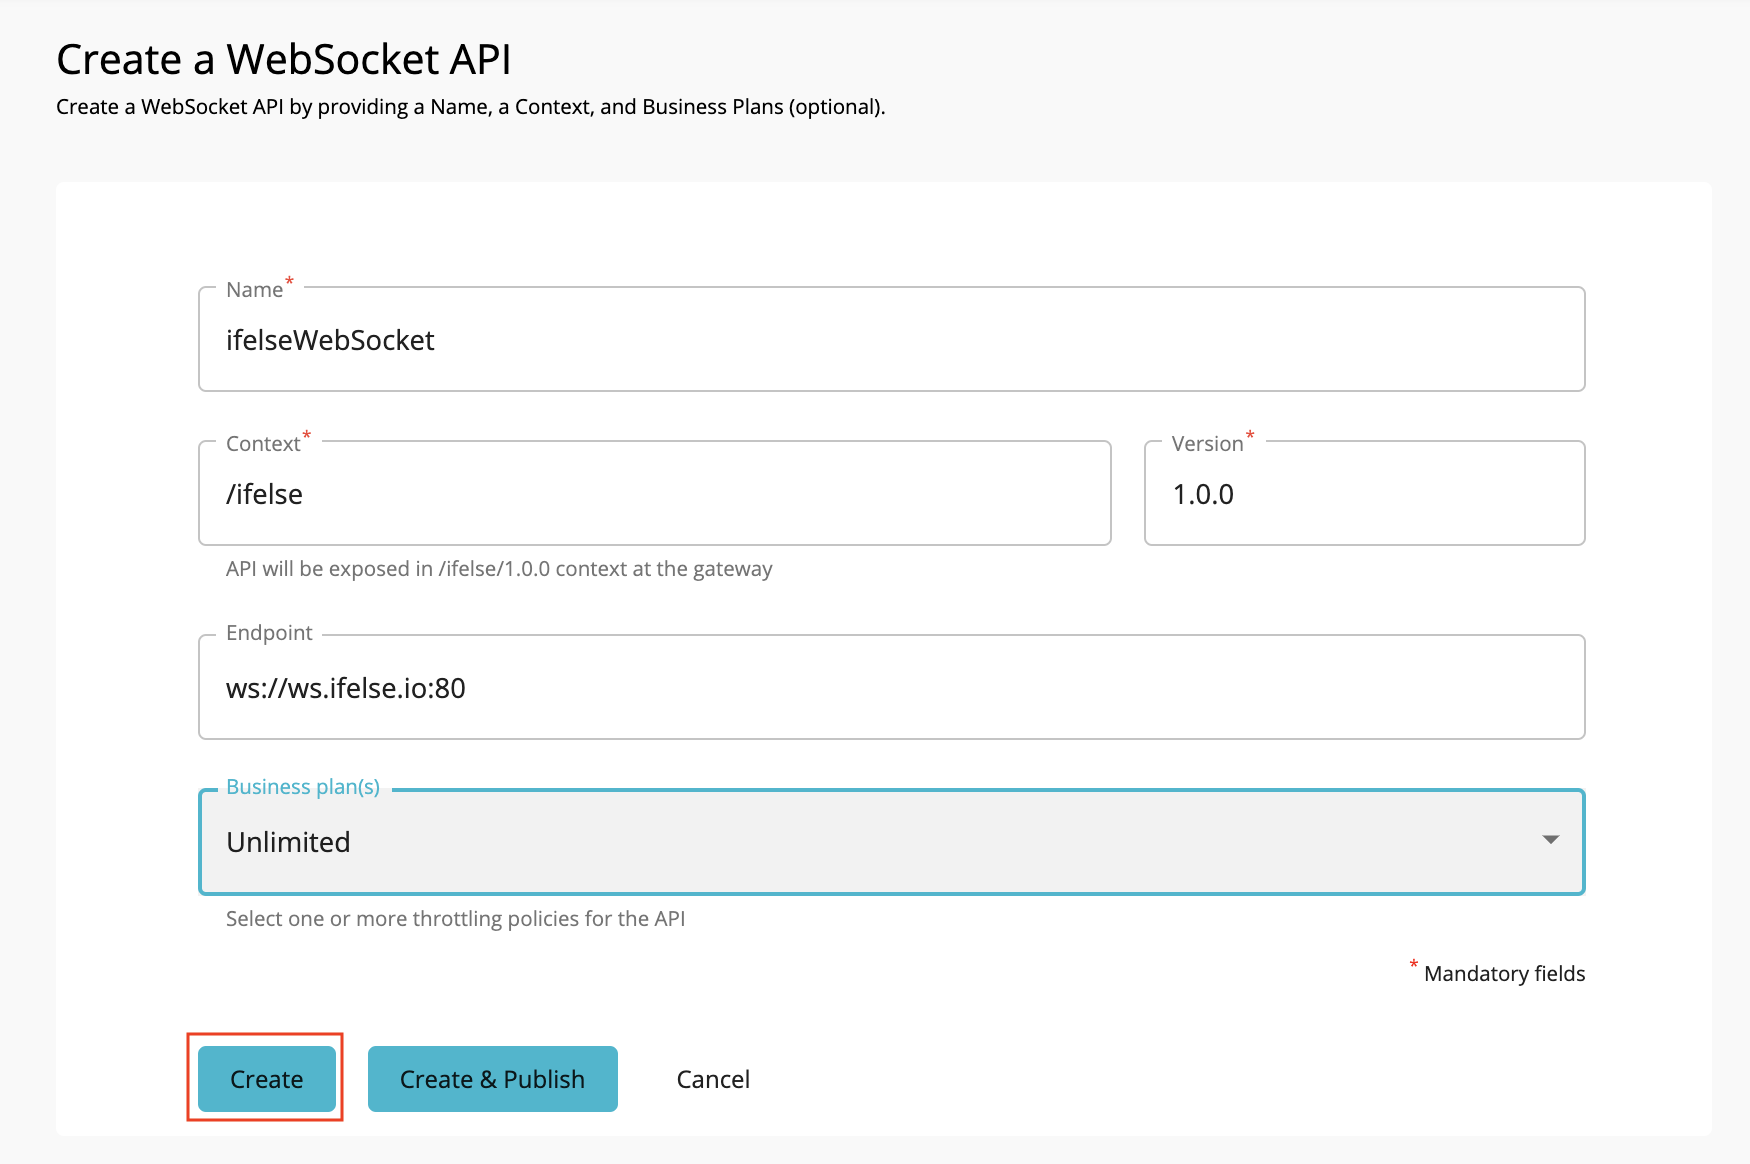 Create a WebSocket API
Create a WebSocket API by providing a Name, a Context, and Business Plans (optional).
Name*
ifelseWebSocket
Context*
/ifelse
Version*
1.0.0
API will be exposed in /ifelse/1.0.0 context at the gateway
Endpoint
ws://ws.ifelse.io:80
Business plan(s)
Unlimited
Select one or more throttling policies for the API
* Mandatory fields
Create
Create & Publish
Cancel